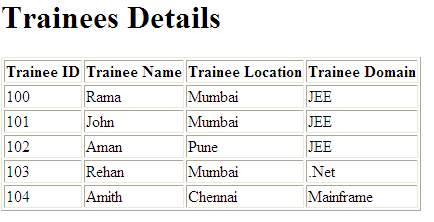 Trainees Details
Trainee ID Trainee Name Trainee Location Trainee Domain
100 Rama Mumbai JEE
101 John Mumbai JEE
102 Aman Pune JEE
103 Rehan Mumbai .Net
104 Amith Chennai Mainframe